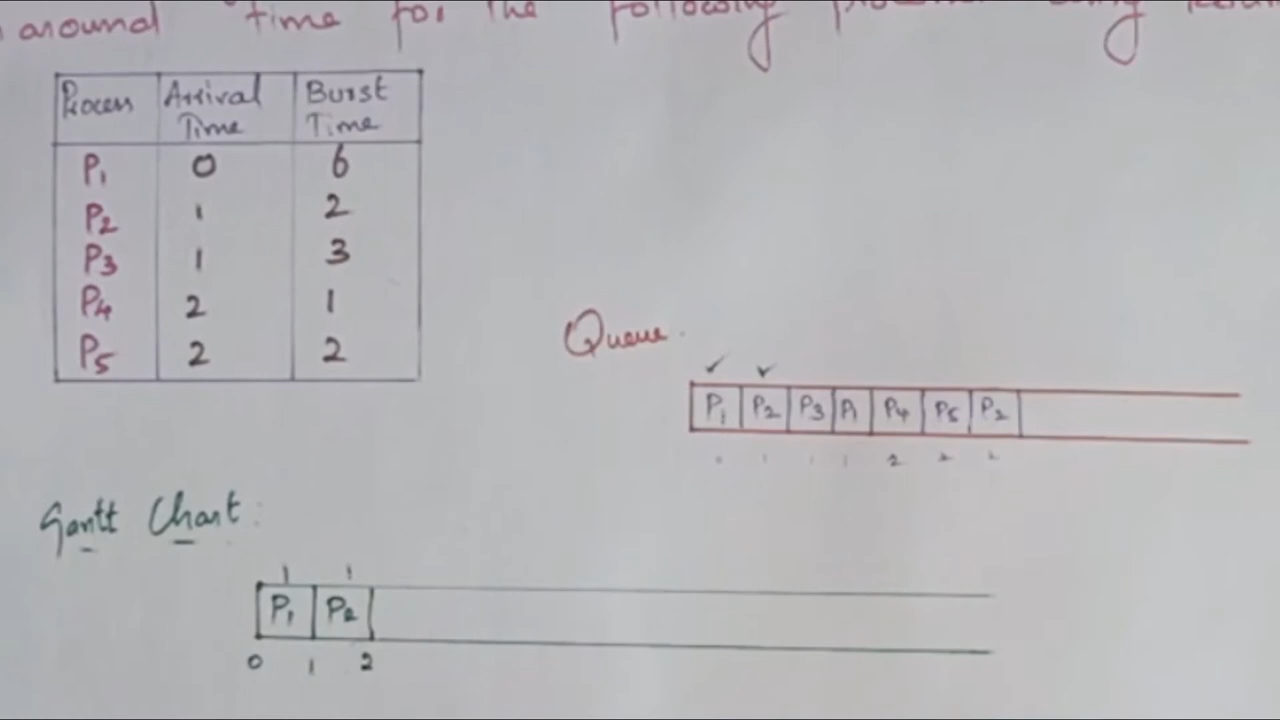 around time for the following
Process Arrival Time Burst Time
P1 0 6
P2 1 2
P3 1 3
P4 2 1
P5 2 2
Queue.
P1 P2 P3 P1 P4 P5 P2
2
Gantt Chart:
1 1
P1 P2
0 1 2